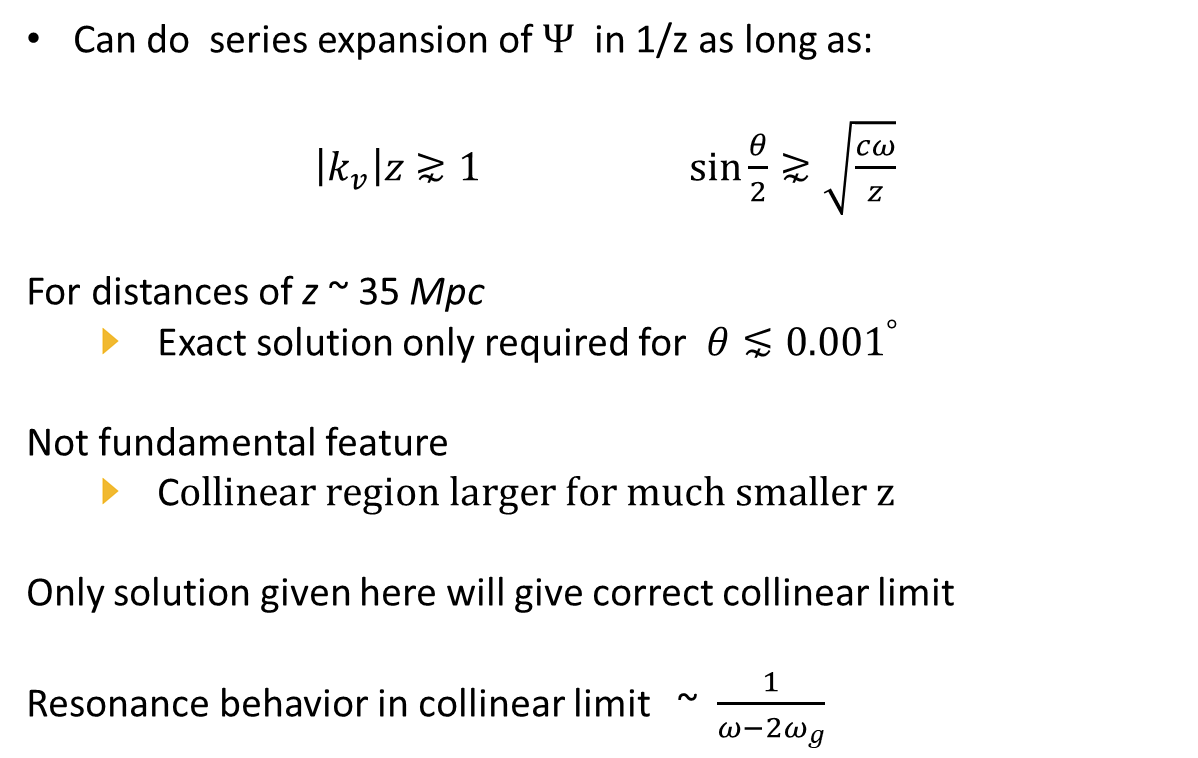 • Can do series expansion of Ψ in 1/z as long as:
|kᵥ|z ⋧ 1 sin θ/2 ⋧ √(cω/z)
For distances of z ~ 35 Mpc
Exact solution only required for θ ⋦ 0.001°
Not fundamental feature
Collinear region larger for much smaller z
Only solution given here will give correct collinear limit
Resonance behavior in collinear limit ~ 1/(ω−2ω_g)